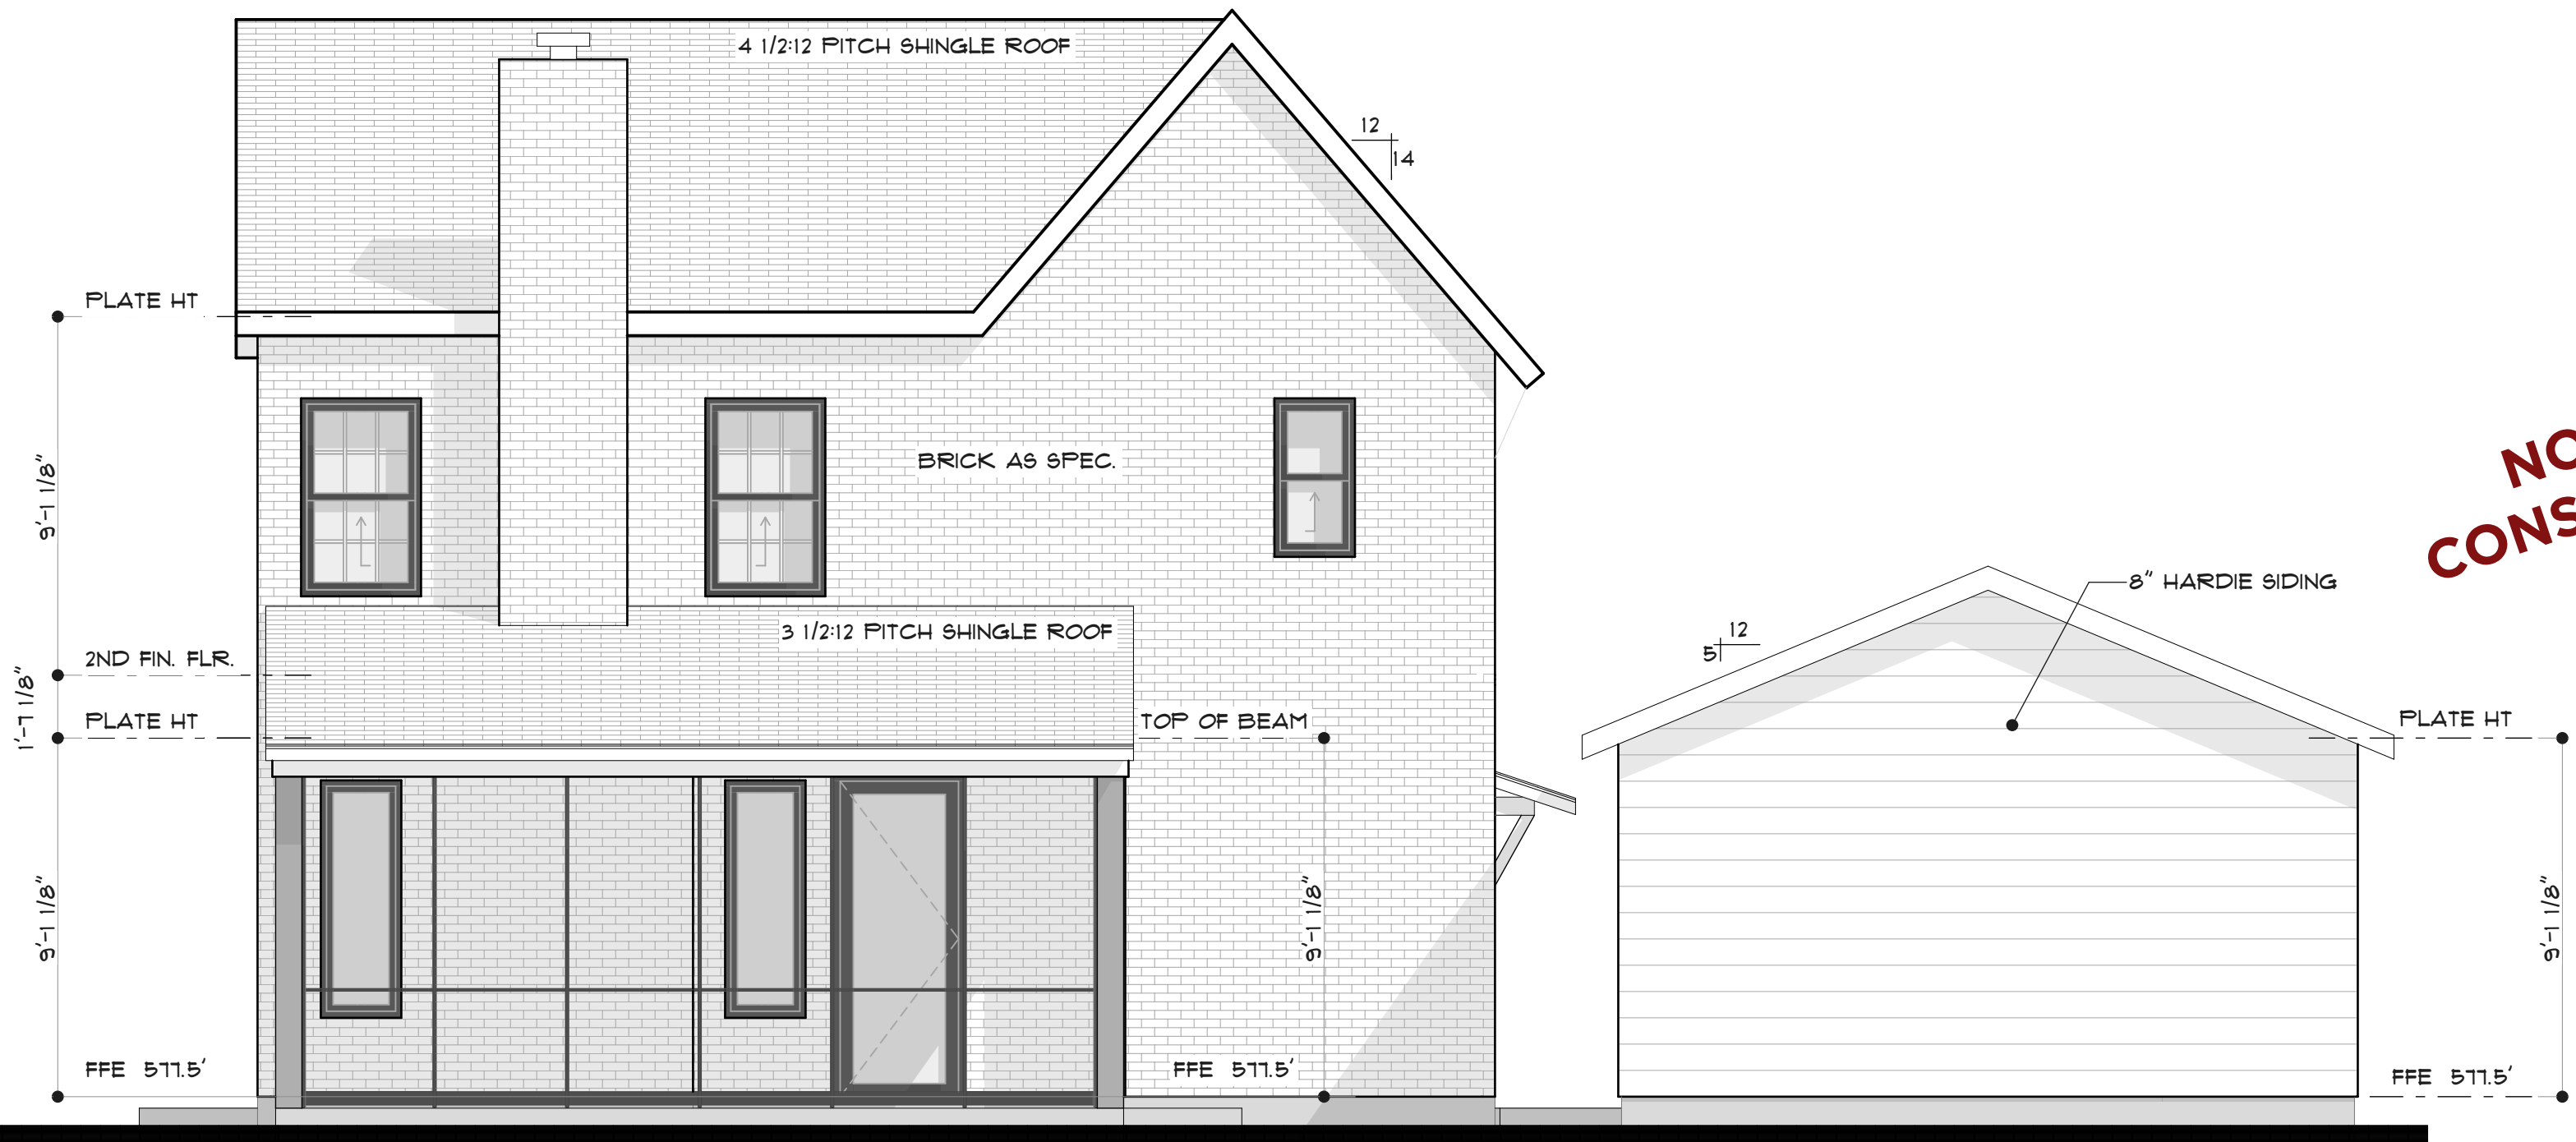 4 1/2:12 PITCH SHINGLE ROOF
12
14
PLATE HT
9'-1 1/8"
BRICK AS SPEC.
NO
CONS
8" HARDIE SIDING
3 1/2:12 PITCH SHINGLE ROOF
12
5
2ND FIN. FLR.
1'-7 1/8"
PLATE HT
TOP OF BEAM
PLATE HT
9'-1 1/8"
9'-1 1/8"
9'-1 1/8"
FFE 577.5'
FFE 577.5'
FFE 577.5'